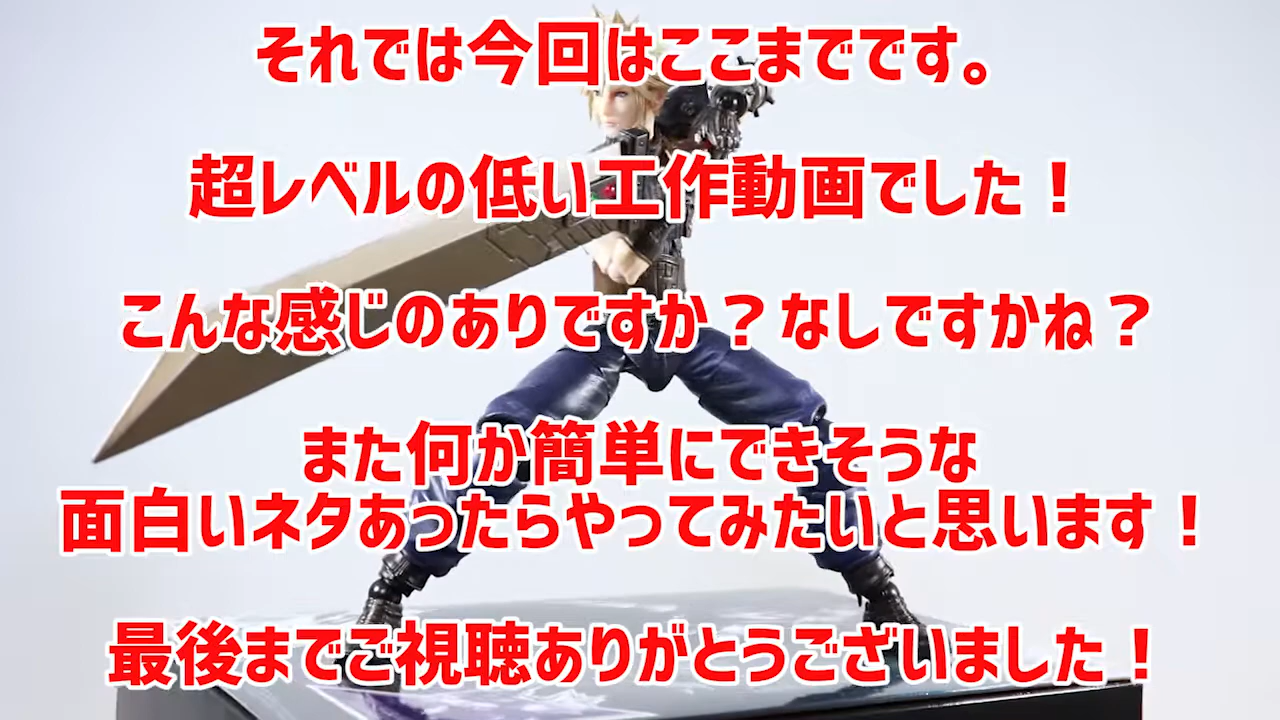 それでは今回はここまでです。
超レベルの低い工作動画でした！
こんな感じのありですか？なしですかね？
また何か簡単にできそうな
面白いネタあったらやってみたいと思います！
最後までご視聴ありがとうございました！